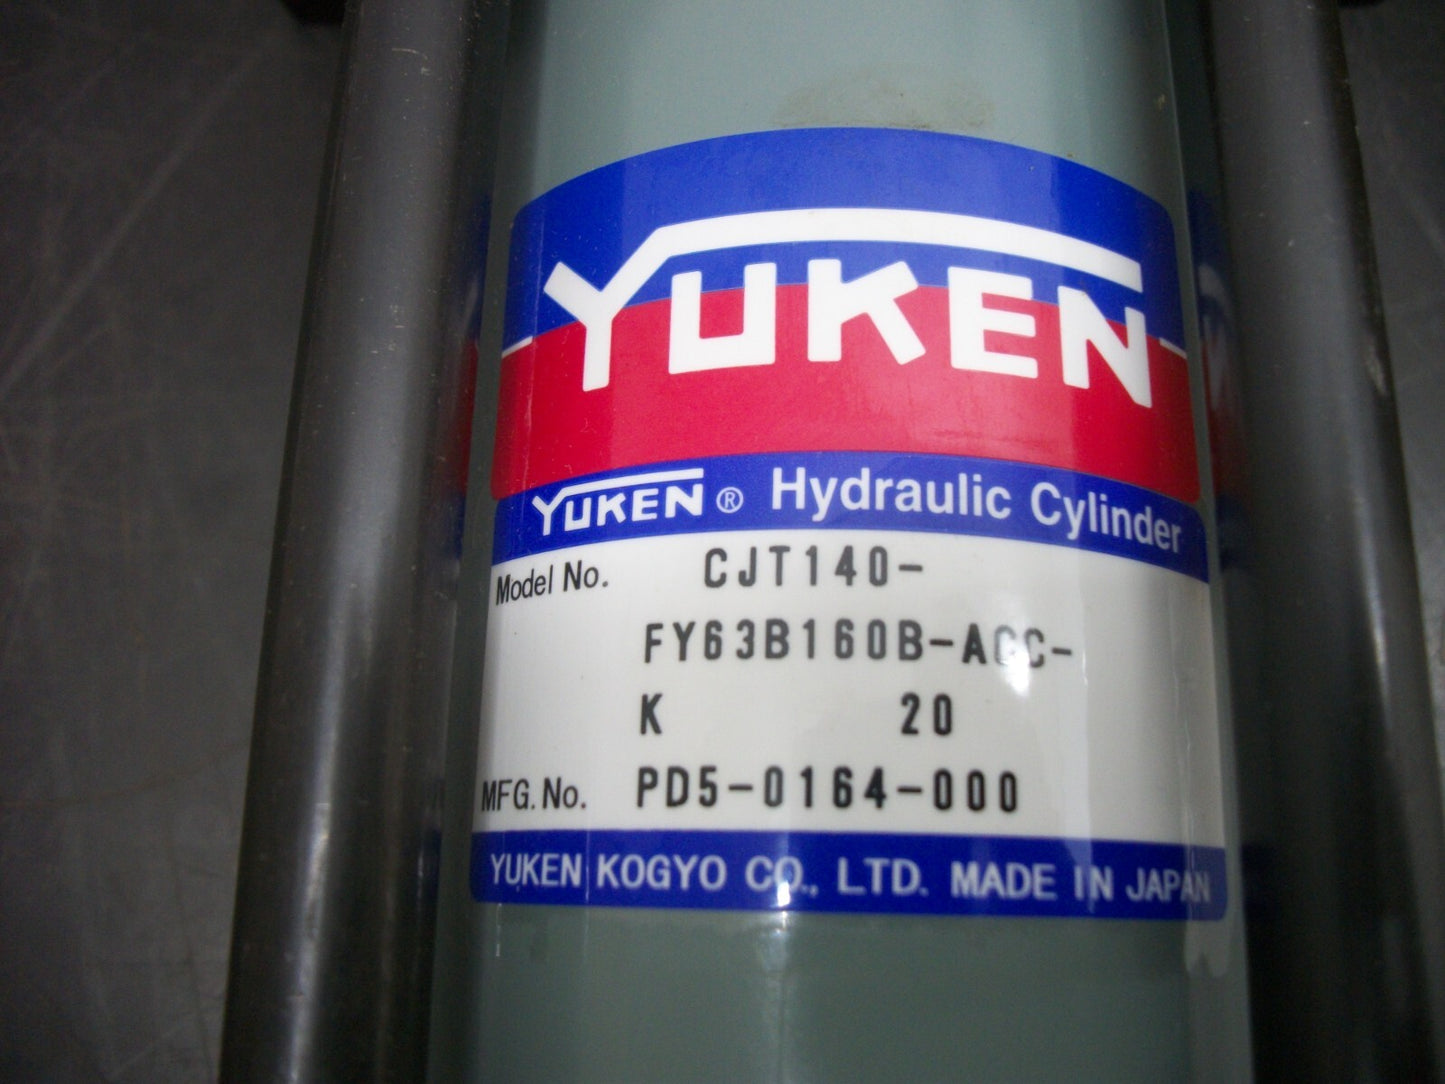 YUKEN
YUKEN® Hydraulic Cylinder
Model No. CJT140-
FY63B160B-ACC-
K 20
MFG. No. PD5-0164-000
YUKEN KOGYO CO., LTD. MADE IN JAPAN